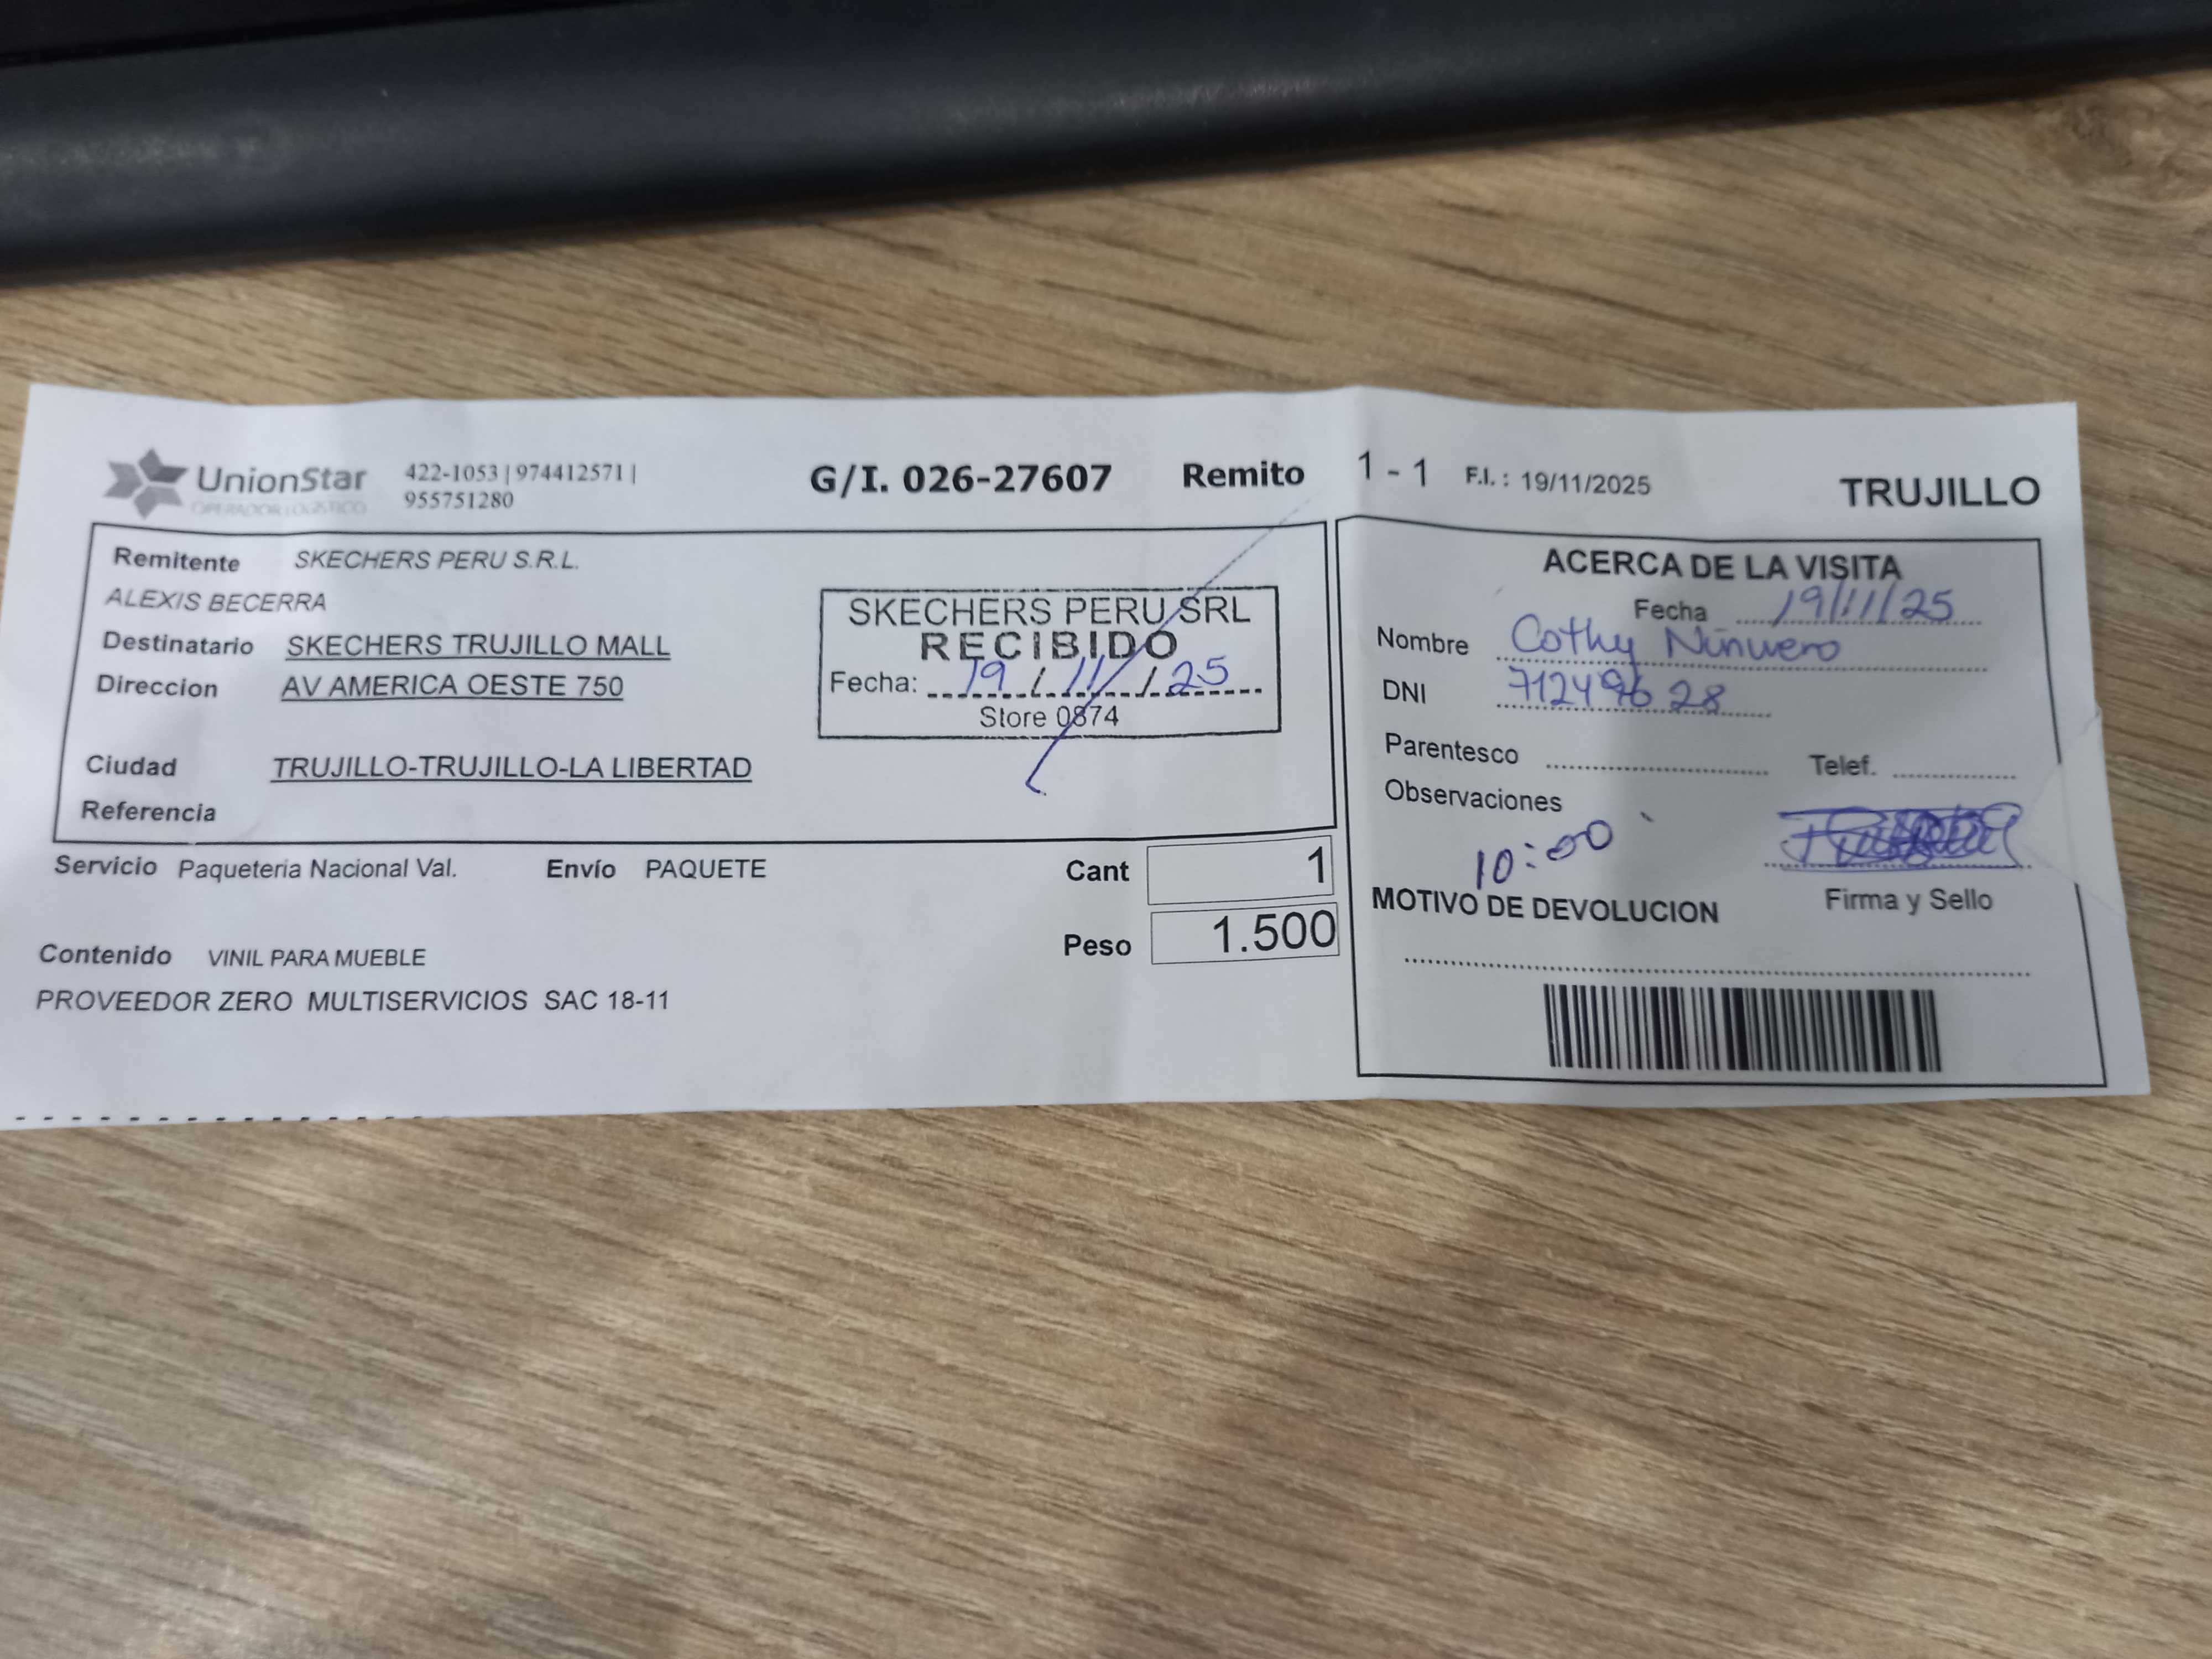 UnionStar
OPERADOR LOGISTICO
422-1053 | 974412571 |
955751280
G/I. 026-27607 Remito 1 - 1 F.I. : 19/11/2025 TRUJILLO
Remitente SKECHERS PERU S.R.L.
ALEXIS BECERRA
Destinatario SKECHERS TRUJILLO MALL
Direccion AV AMERICA OESTE 750
Ciudad TRUJILLO-TRUJILLO-LA LIBERTAD
Referencia
SKECHERS PERU SRL
RECIBIDO
Fecha: 19 / 11 / 25
Store 0874
Servicio Paqueteria Nacional Val. Envío PAQUETE Cant 1
Peso 1.500
Contenido VINIL PARA MUEBLE
PROVEEDOR ZERO MULTISERVICIOS SAC 18-11
ACERCA DE LA VISITA
Fecha 19/11/25
Nombre Cothy
DNI 71249628
Parentesco Telef.
Observaciones
10:00
Firma y Sello
MOTIVO DE DEVOLUCION